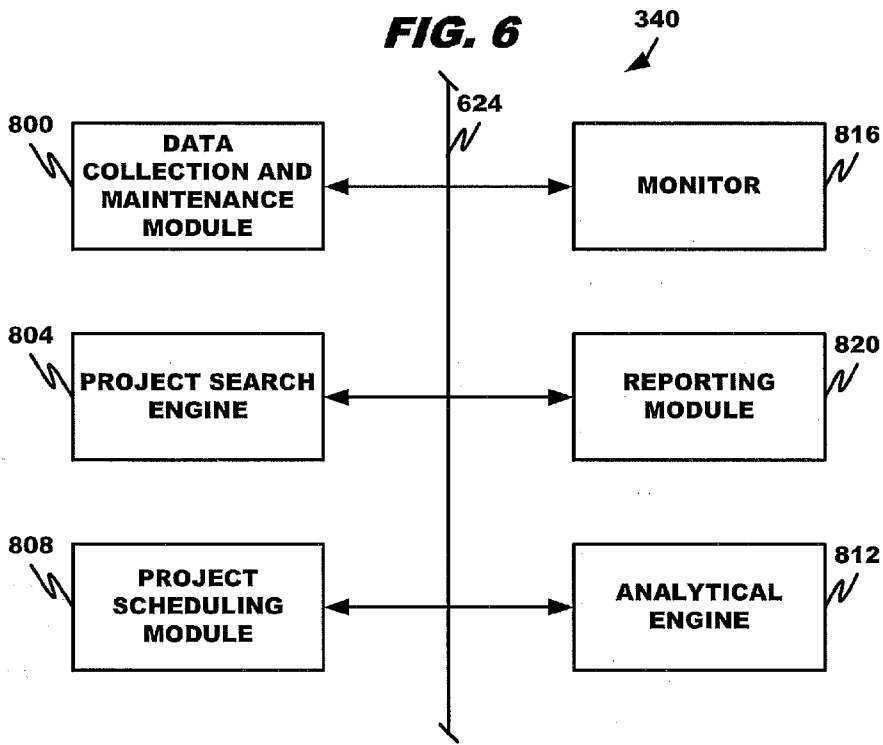 FIG. 6
340
624
800
DATA
COLLECTION AND
MAINTENANCE
MODULE
816
MONITOR
804
PROJECT SEARCH
ENGINE
820
REPORTING
MODULE
808
PROJECT
SCHEDULING
MODULE
812
ANALYTICAL
ENGINE